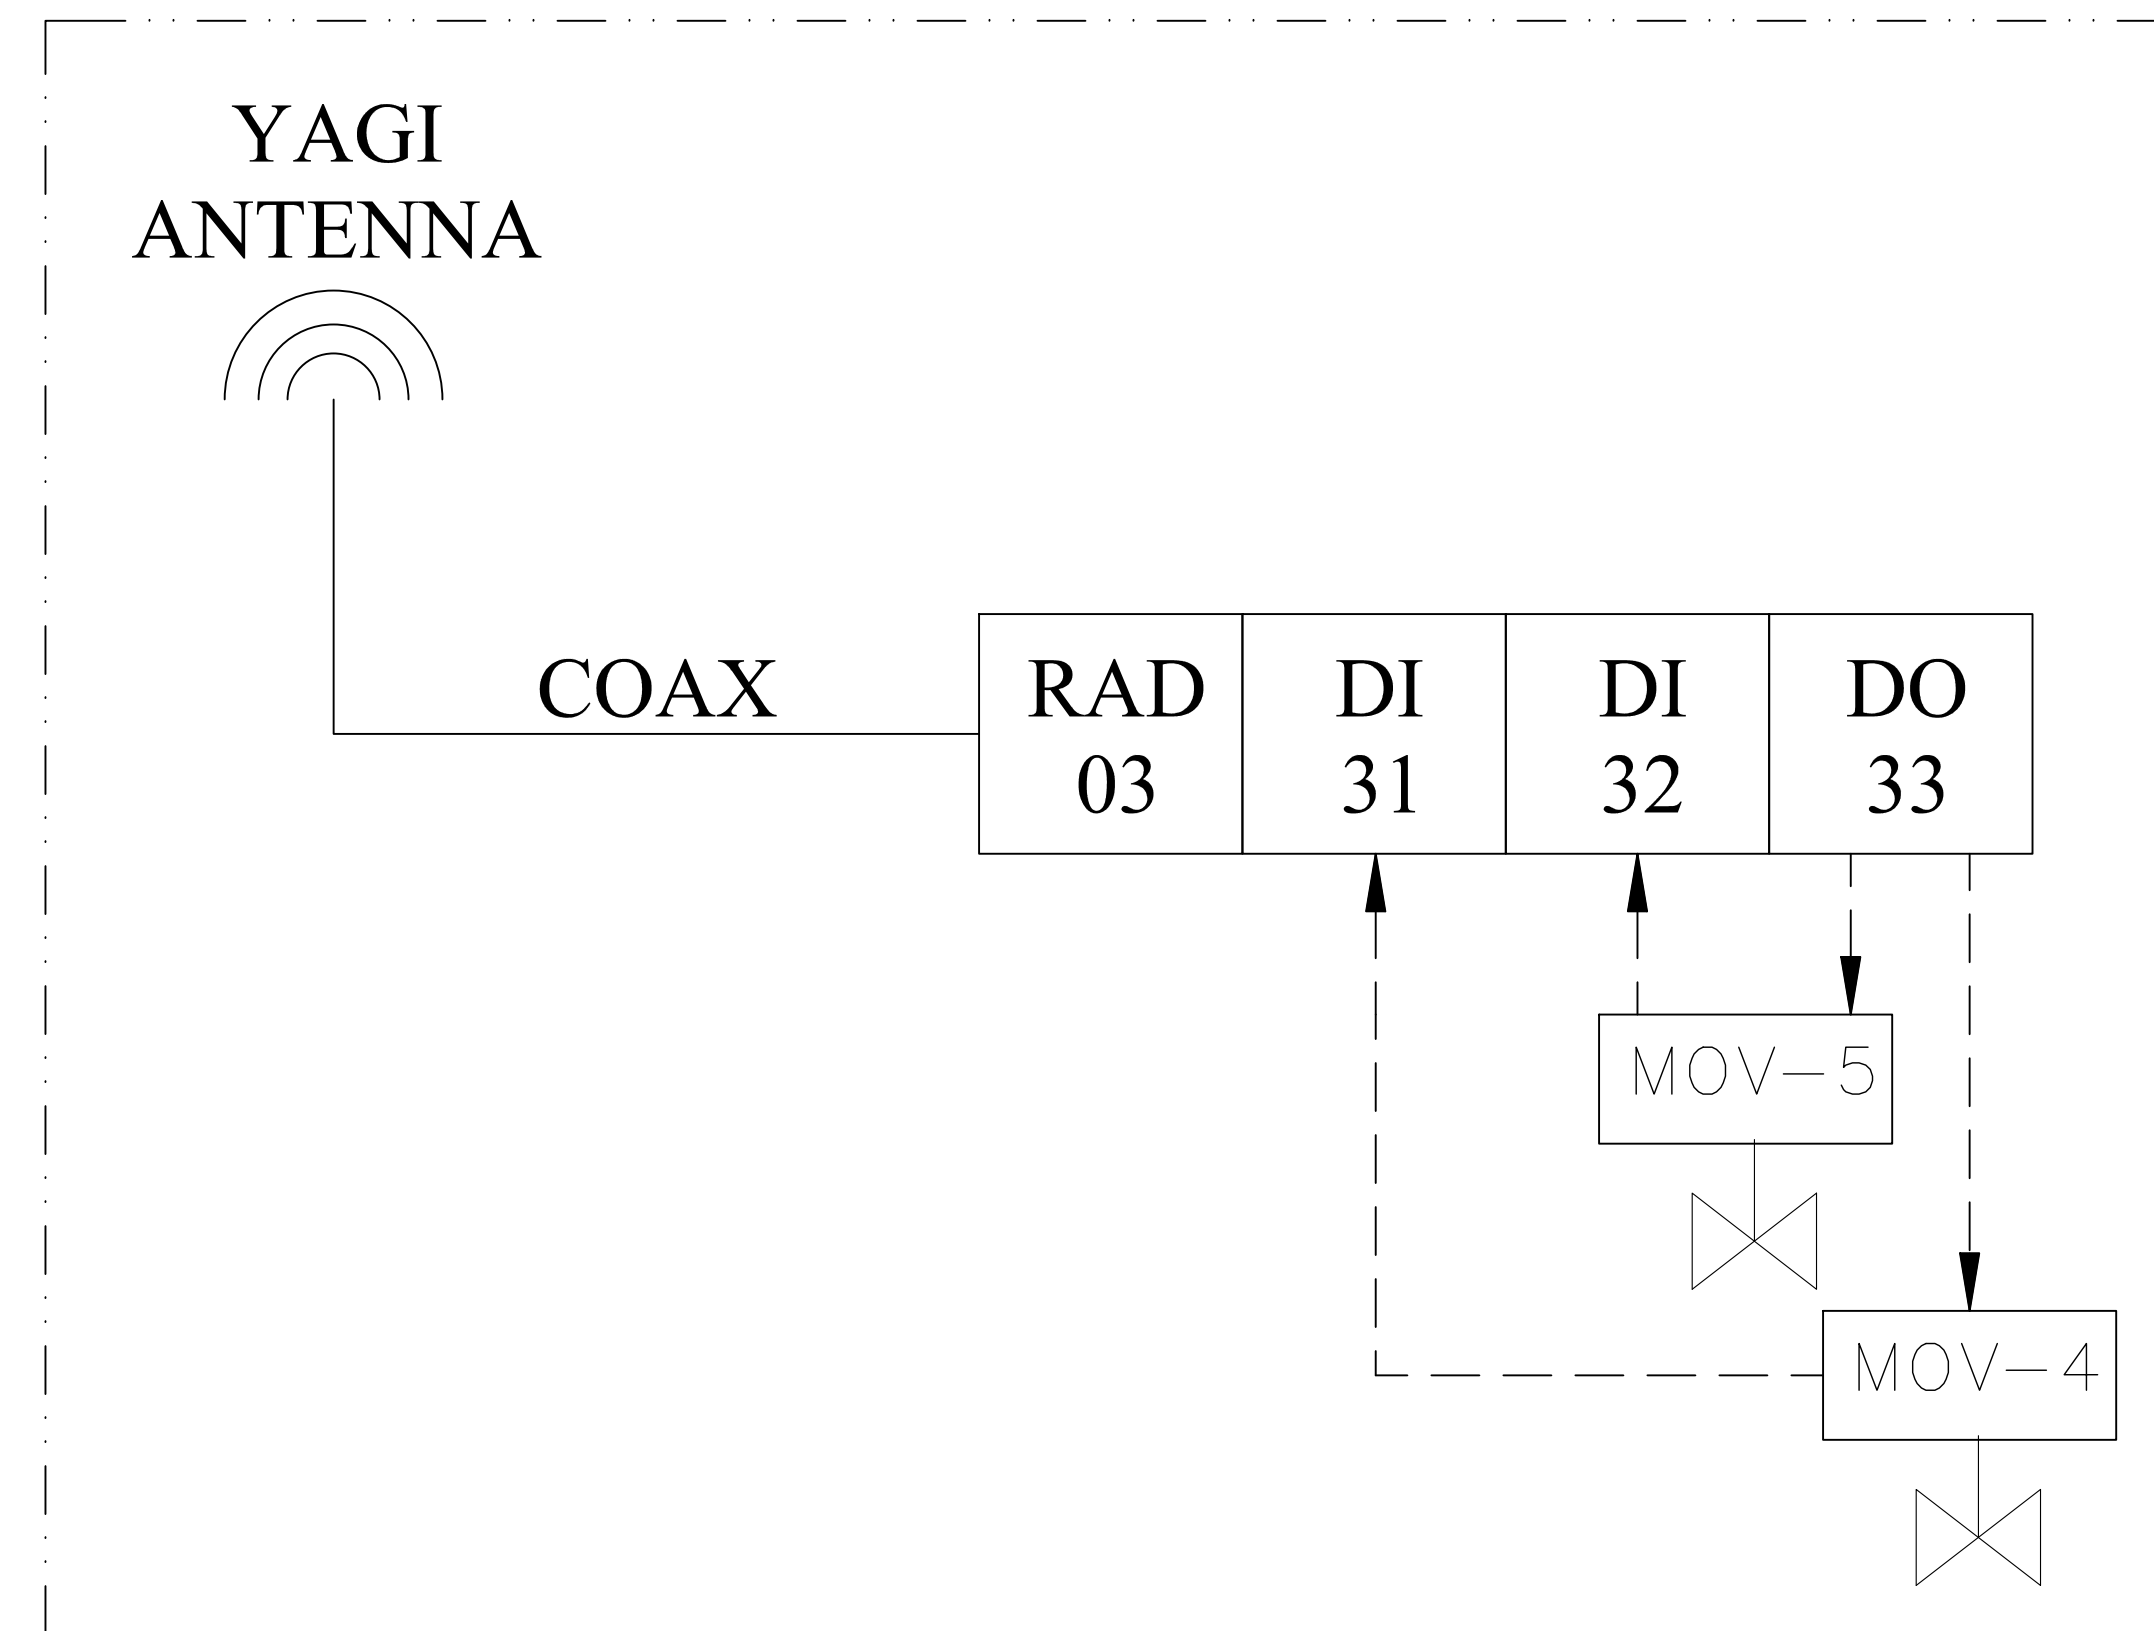 YAGI
ANTENNA
COAX
RAD
03
DI
31
DI
32
DO
33
MOV-5
MOV-4